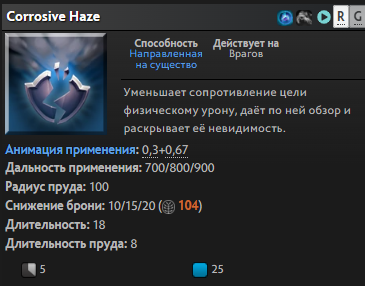 Corrosive Haze
R G
Способность
Направленная
на существо
Действует на
Врагов
Уменьшает сопротивление цели
физическому урону, даёт по ней обзор и
раскрывает её невидимость.
Анимация применения: 0,3+0,67
Дальность применения: 700/800/900
Радиус пруда: 100
Снижение брони: 10/15/20 (104)
Длительность: 18
Длительность пруда: 8
5 25